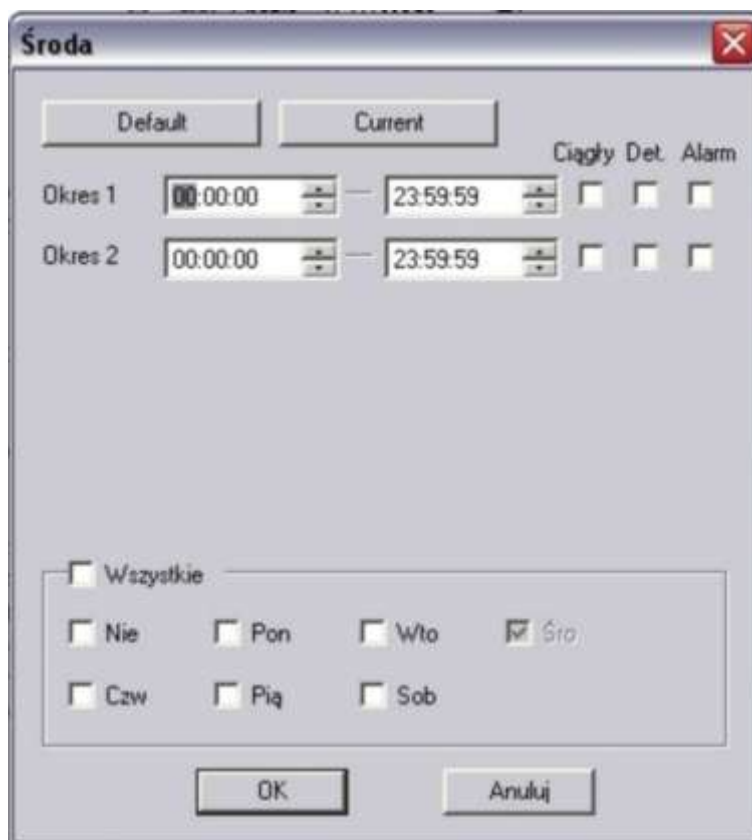 Środa
Default Current
Ciągły Det. Alarm
Okres 1 00:00:00 — 23:59:59
Okres 2 00:00:00 — 23:59:59
Wszystkie
Nie Pon Wto Śro
Czw Pią Sob
OK Anuluj